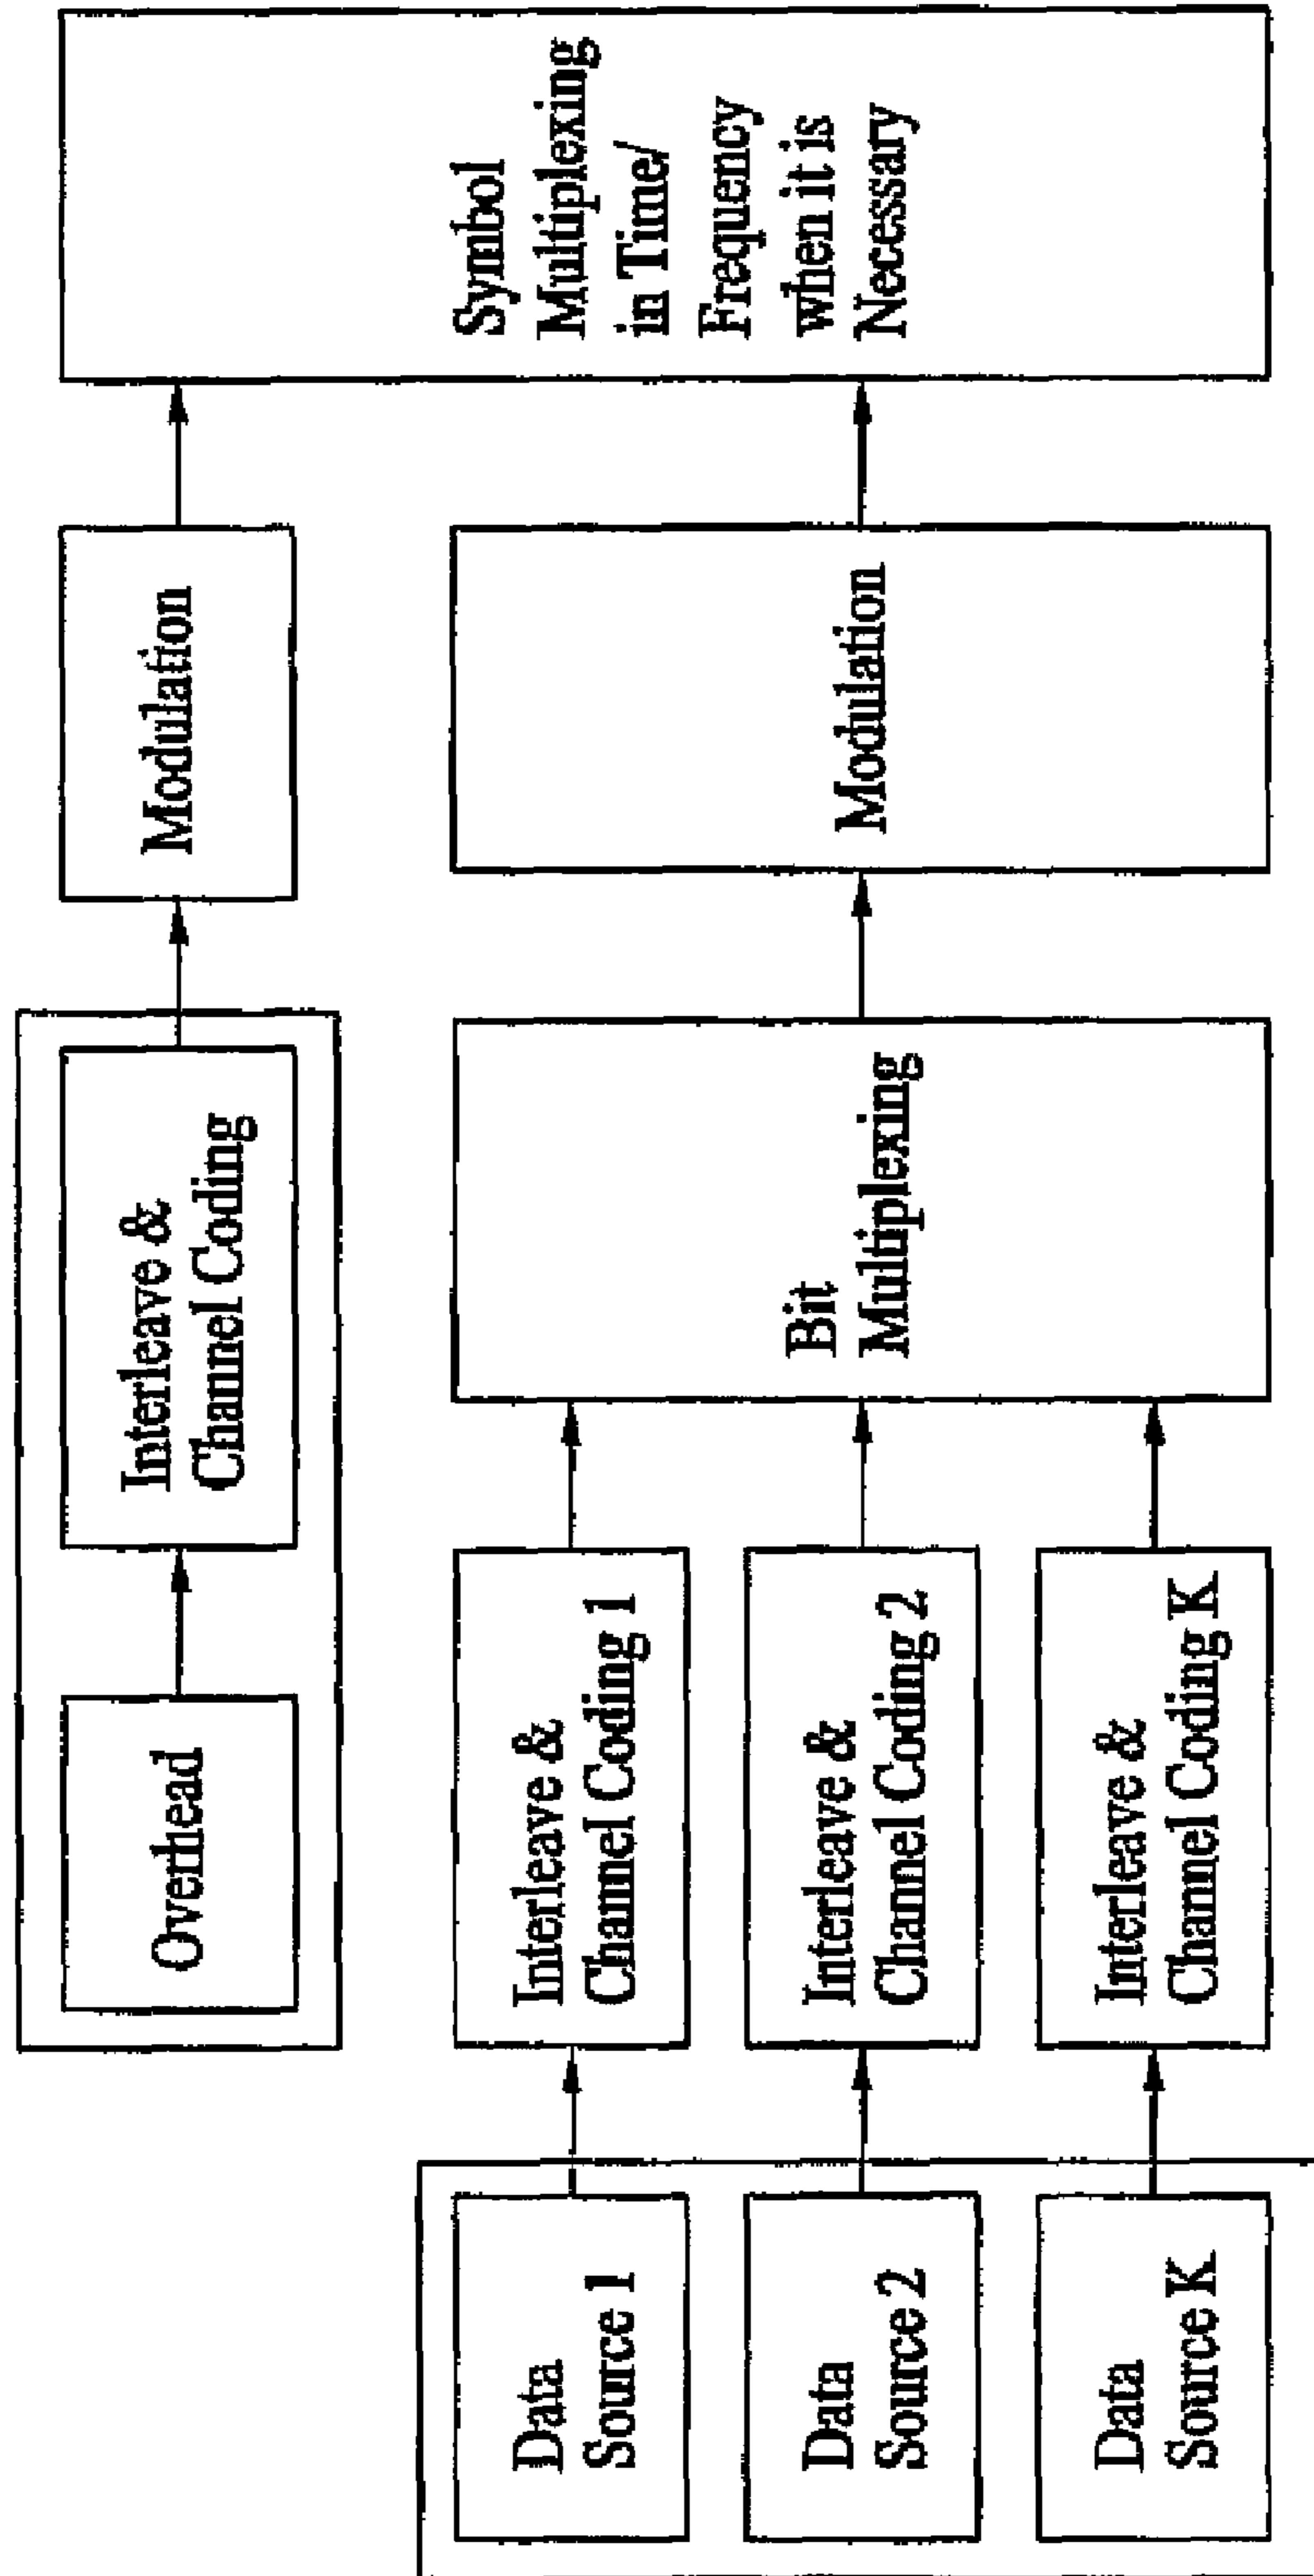 Overhead
Interleave &
Channel Coding
Modulation
Symbol
Multiplexing
in Time/
Frequency
when it is
Necessary
Data
Source 1
Interleave &
Channel Coding 1
Data
Source 2
Interleave &
Channel Coding 2
Data
Source K
Interleave &
Channel Coding K
Bit
Multiplexing
Modulation